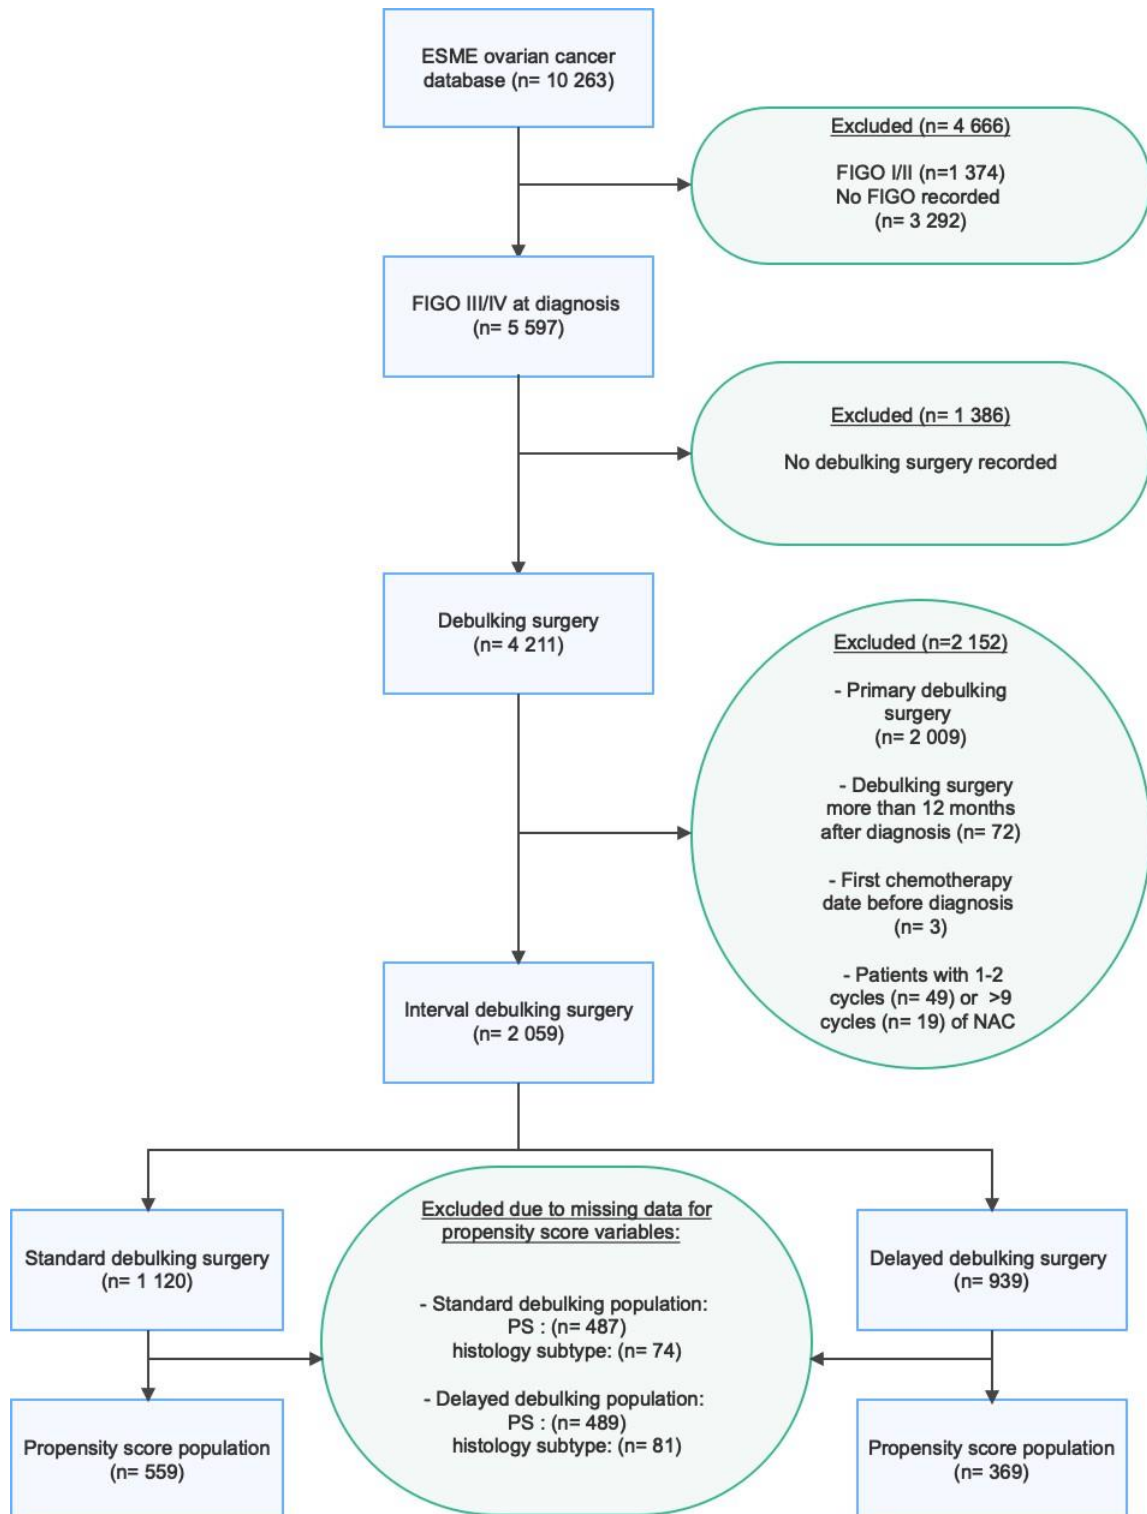 ESME ovarian cancer
database (n= 10 263)
Excluded (n= 4 666)
FIGO I/II (n=1 374)
No FIGO recorded
(n= 3 292)
FIGO III/IV at diagnosis
(n= 5 597)
Excluded (n= 1 386)
No debulking surgery recorded
Debulking surgery
(n= 4 211)
Excluded (n=2 152)
- Primary debulking
surgery
(n= 2 009)
- Debulking surgery
more than 12 months
after diagnosis (n= 72)
- First chemotherapy
date before diagnosis
(n= 3)
- Patients with 1-2
cycles (n= 49) or >9
cycles (n= 19) of NAC
Interval debulking surgery
(n= 2 059)
Standard debulking surgery
(n= 1 120)
Excluded due to missing data for
propensity score variables:
- Standard debulking population:
PS : (n= 487)
histology subtype: (n= 74)
- Delayed debulking population:
PS : (n= 489)
histology subtype: (n= 81)
Delayed debulking surgery
(n= 939)
Propensity score population
(n= 559)
Propensity score population
(n= 369)